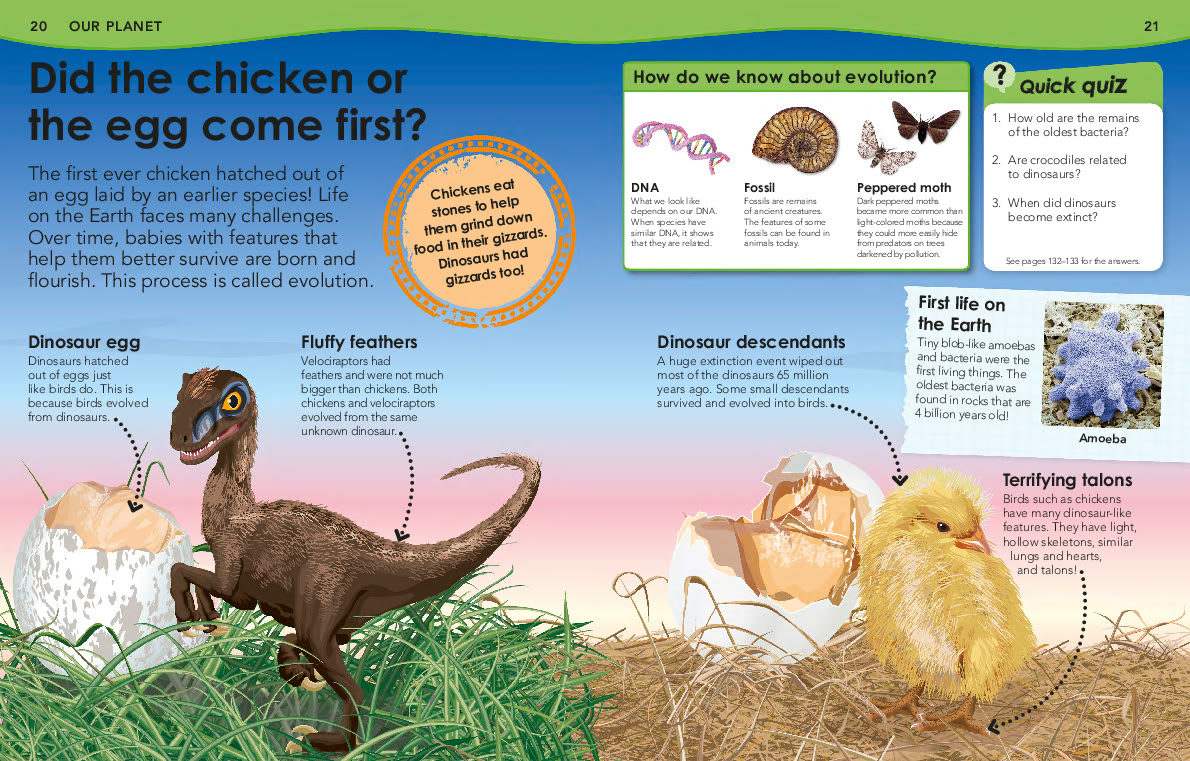 20 OUR PLANET
Did the chicken or
the egg come first?
The first ever chicken hatched out of
an egg laid by an earlier species! Life
on the Earth faces many challenges.
Over time, babies with features that
help them better survive are born and
flourish. This process is called evolution.
Chickens eat
stones to help
them grind down
food in their gizzards.
Dinosaurs had
gizzards too!
Dinosaur egg
Dinosaurs hatched
out of eggs just
like birds do. This is
because birds evolved
from dinosaurs.
Fluffy feathers
Velociraptors had
feathers and were not much
bigger than chickens. Both
chickens and velociraptors
evolved from the same
unknown dinosaur.
21
How do we know about evolution?
DNA
What we look like
depends on our DNA.
When species have
similar DNA, it shows
that they are related.
Fossil
Fossils are remains
of ancient creatures.
The features of some
fossils can be found in
animals today.
Peppered moth
Dark peppered moths
became more common than
light-colored moths because
they could more easily hide
from predators on trees
darkened by pollution.
?
Quick quiz
1. How old are the remains
of the oldest bacteria?
2. Are crocodiles related
to dinosaurs?
3. When did dinosaurs
become extinct?
See pages 132–133 for the answers.
First life on
the Earth
Tiny blob-like amoebas
and bacteria were the
first living things. The
oldest bacteria was
found in rocks that are
4 billion years old!
Amoeba
Dinosaur descendants
A huge extinction event wiped out
most of the dinosaurs 65 million
years ago. Some small descendants
survived and evolved into birds.
Terrifying talons
Birds such as chickens
have many dinosaur-like
features. They have light,
hollow skeletons, similar
lungs and hearts,
and talons!